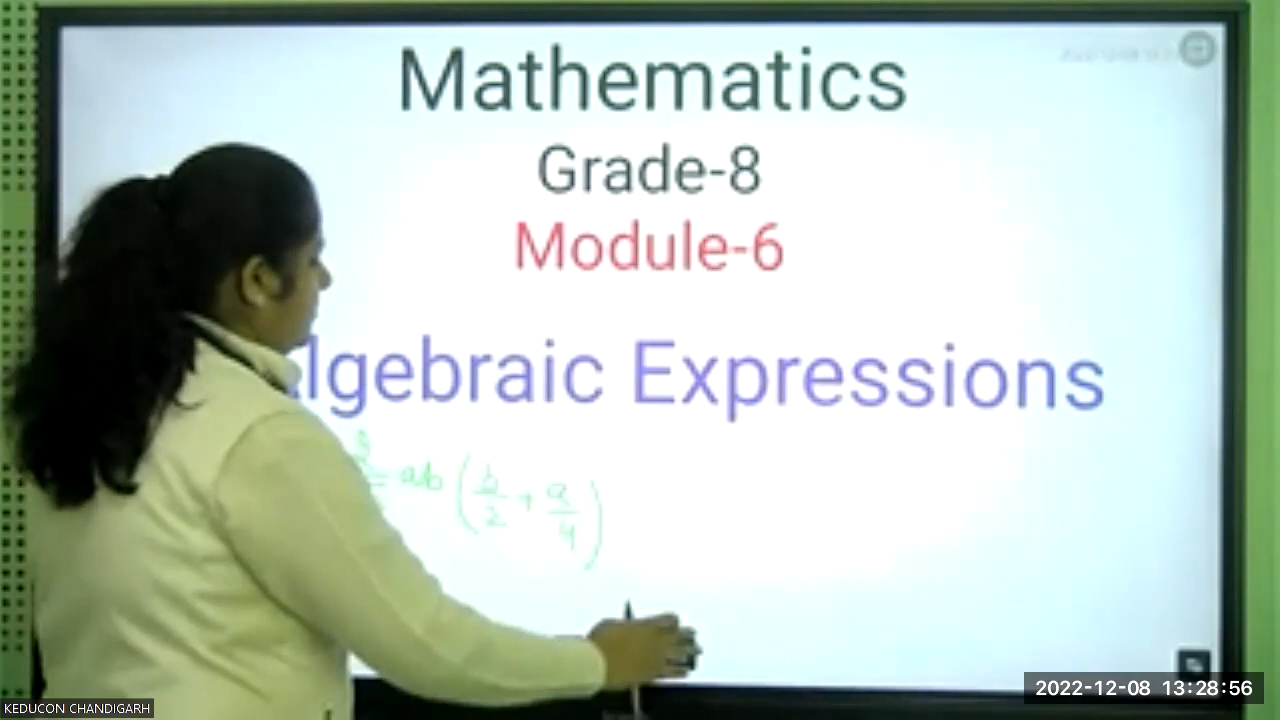 Mathematics
Grade-8
Module-6
lgebraic Expressions
ab (b/2 + a/4)
KEDUCON CHANDIGARH
2022-12-08 13:28:56